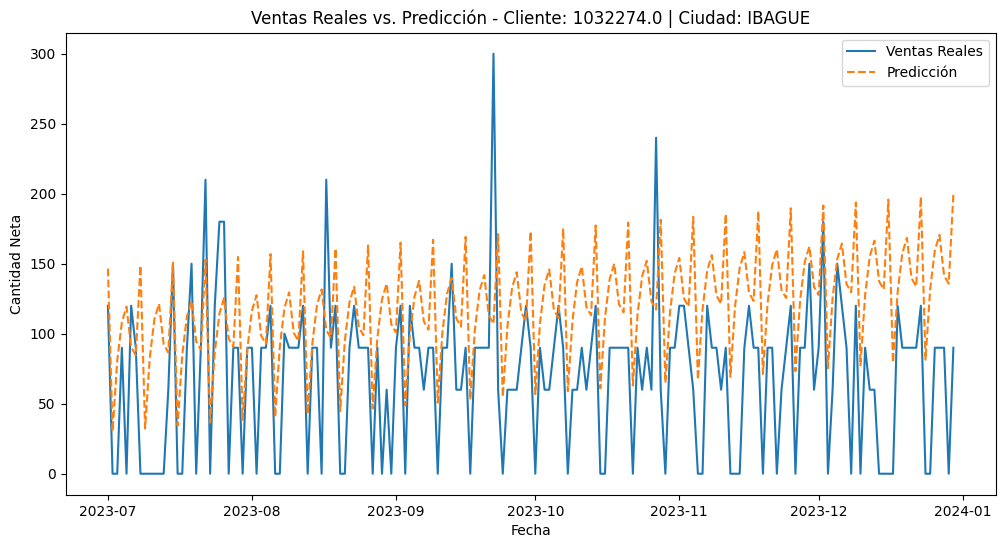 Ventas Reales vs. Predicción - Cliente: 1032274.0 | Ciudad: IBAGUE
Ventas Reales
Predicción
300
250
200
150
100
50
0
Cantidad Neta
2023-07
2023-08
2023-09
2023-10
2023-11
2023-12
2024-01
Fecha